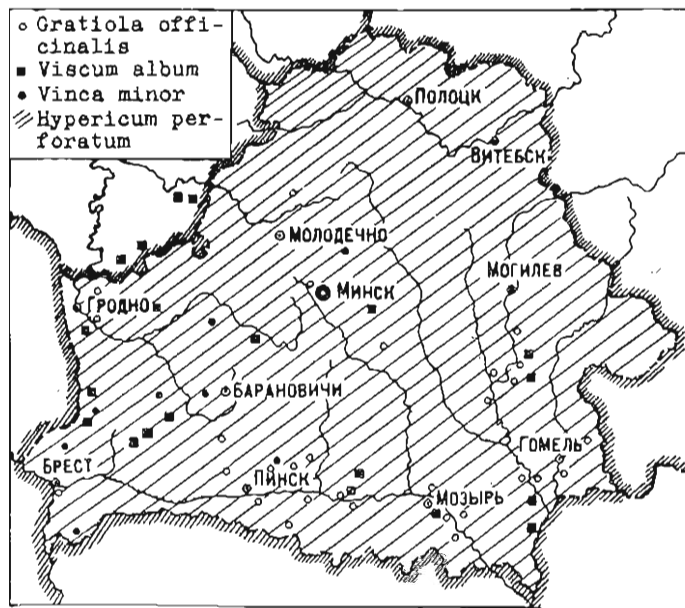 Gratiola offi-
cinalis
Viscum album
Vinca minor
Hypericum per-
foratum
ПОЛОЦК
ВИТЕБСК
МОЛОДЕЧНО
МОГИЛЕВ
МИНСК
ГРОДНО
БАРАНОВИЧИ
ГОМЕЛЬ
БРЕСТ
ПИНСК
МОЗЫРЬ